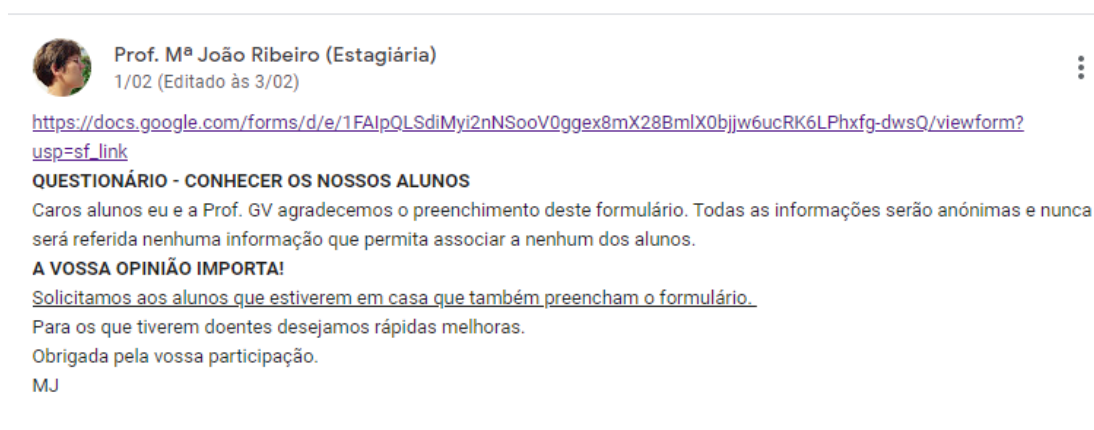 Prof. Mª João Ribeiro (Estagiária)
1/02 (Editado às 3/02)
https://docs.google.com/forms/d/e/1FAIpQLSdiMyi2nNSooV0ggex8mX28BmlX0bjjw6ucRK6LPhxfg-dwsQ/viewform?
usp=sf_link
QUESTIONÁRIO - CONHECER OS NOSSOS ALUNOS
Caros alunos eu e a Prof. GV agradecemos o preenchimento deste formulário. Todas as informações serão anónimas e nunca
será referida nenhuma informação que permita associar a nenhum dos alunos.
A VOSSA OPINIÃO IMPORTA!
Solicitamos aos alunos que estiverem em casa que também preencham o formulário.
Para os que tiverem doentes desejamos rápidas melhoras.
Obrigada pela vossa participação.
MJ